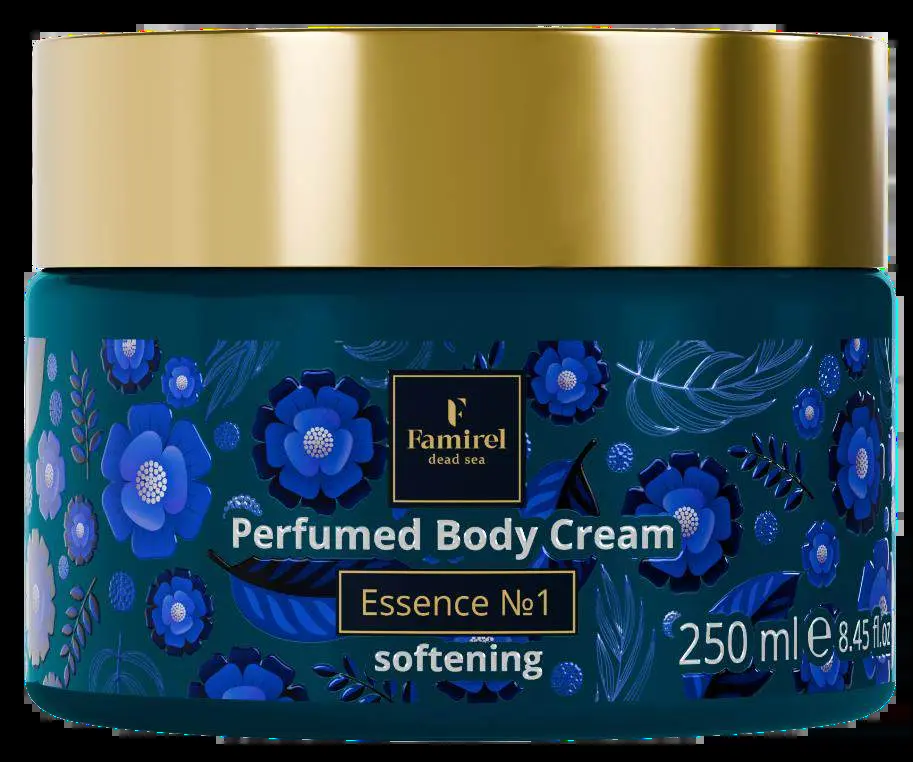 F
Famirel
dead sea
Perfumed Body Cream
Essence №1
softening
250 ml ℮ 8.45 fl.oz